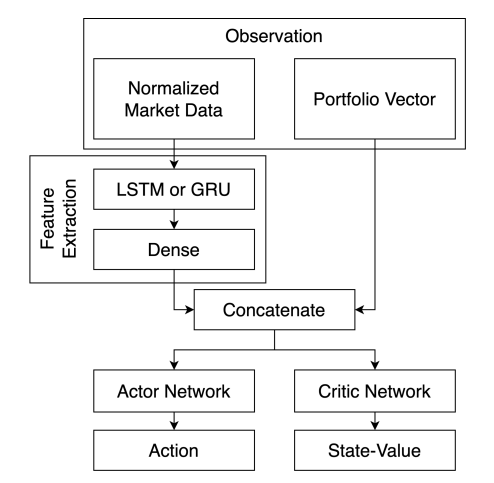 Observation
Normalized
Market Data
Portfolio Vector
Feature
Extraction
LSTM or GRU
Dense
Concatenate
Actor Network
Critic Network
Action
State-Value